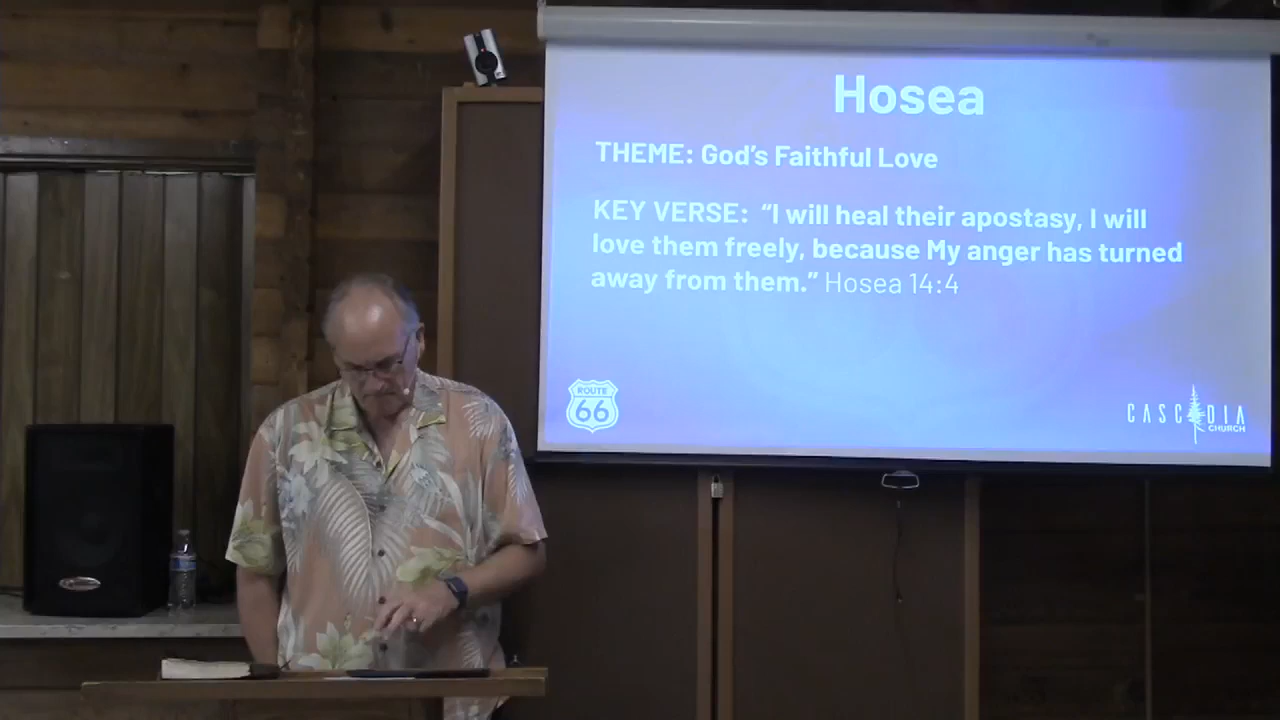 Hosea
THEME: God's Faithful Love
KEY VERSE: “I will heal their apostasy, I will
love them freely, because My anger has turned
away from them.” Hosea 14:4
ROUTE
66
CASCADIA
CHURCH